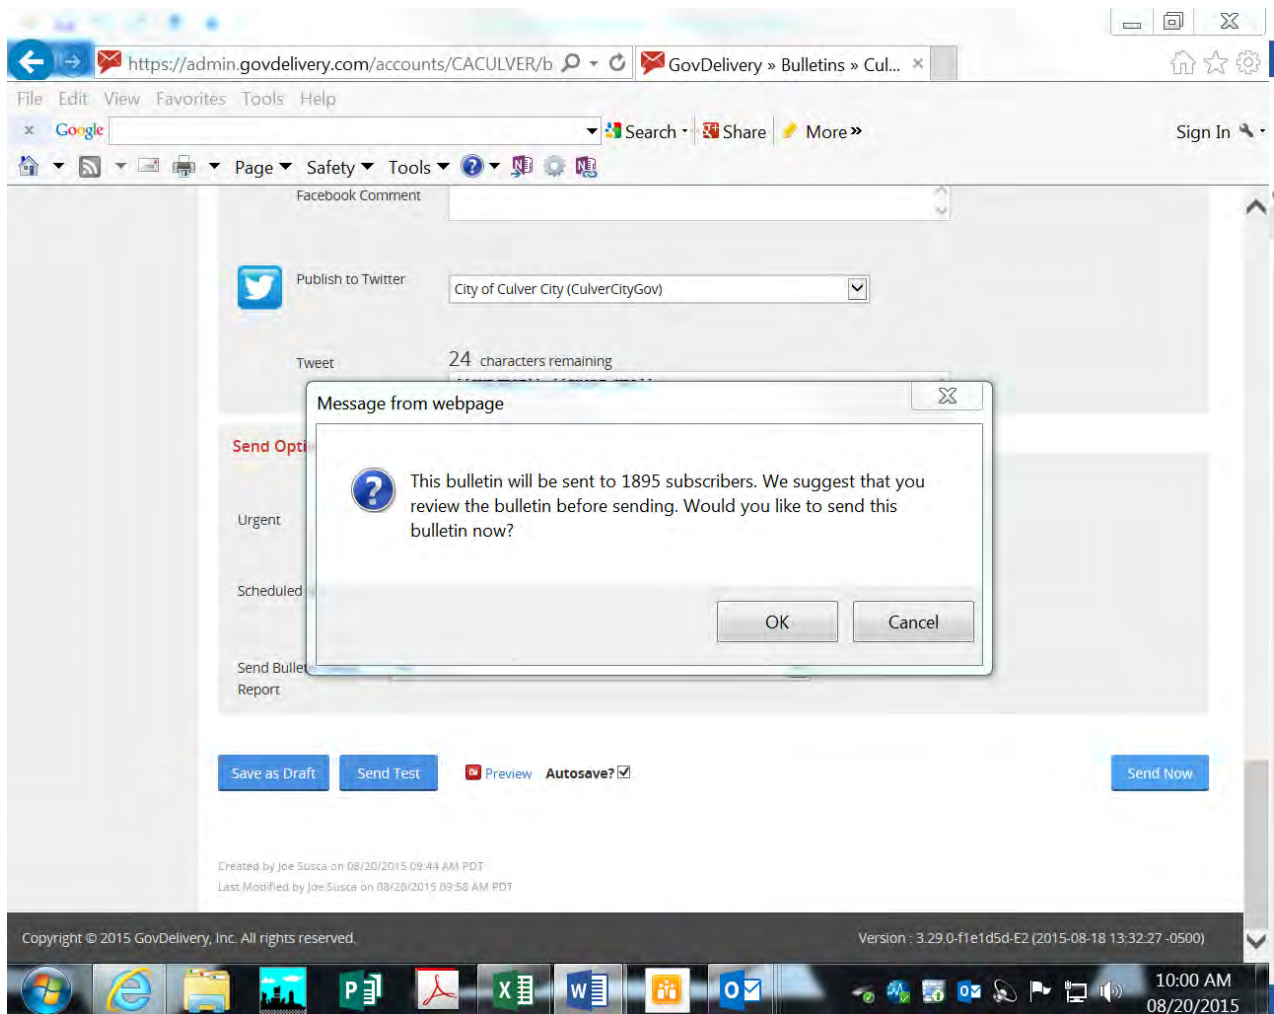 https://admin.govdelivery.com/accounts/CACULVER/b
GovDelivery » Bulletins » Cul...
File Edit View Favorites Tools Help
x Google
Search
Share
More »
Sign In
Page Safety Tools
Facebook Comment
Publish to Twitter
City of Culver City (CulverCityGov)
Tweet
24 characters remaining
Message from webpage
Send Opti
This bulletin will be sent to 1895 subscribers. We suggest that you
review the bulletin before sending. Would you like to send this
bulletin now?
Urgent
Scheduled
OK
Cancel
Send Bullet
Report
Save as Draft
Send Test
Preview
Autosave?
Send Now
Created by Joe Susca on 08/20/2015 09:44 AM PDT
Last Modified by Joe Susca on 08/20/2015 09:58 AM PDT
Copyright © 2015 GovDelivery, Inc. All rights reserved.
Version : 3.29.0-f1e1d5d-E2 (2015-08-18 13:32:27 -0500)
10:00 AM
08/20/2015